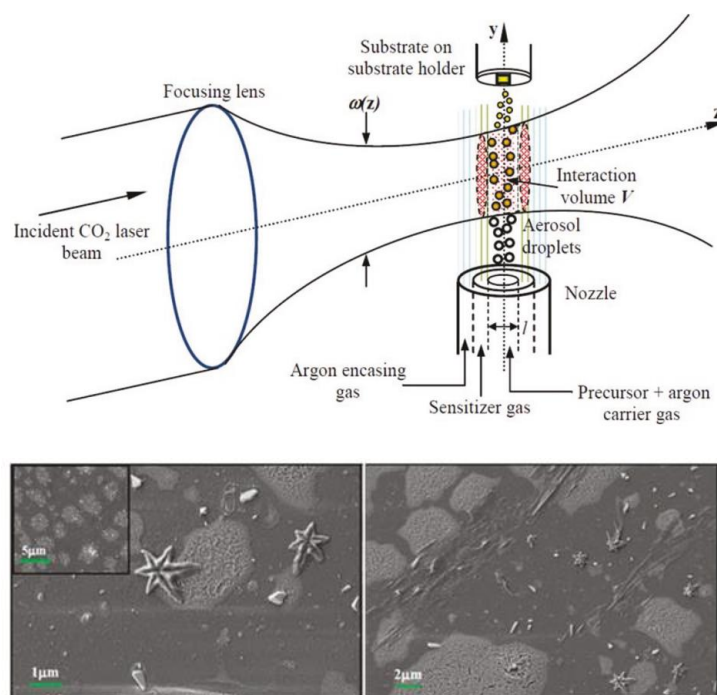 y
Substrate on
substrate holder
Focusing lens
ω(z)
z
Incident CO₂ laser
beam
Interaction
volume V
Aerosol
droplets
Nozzle
l
Argon encasing
gas
Sensitizer gas
Precursor + argon
carrier gas
5μm
1μm
2μm